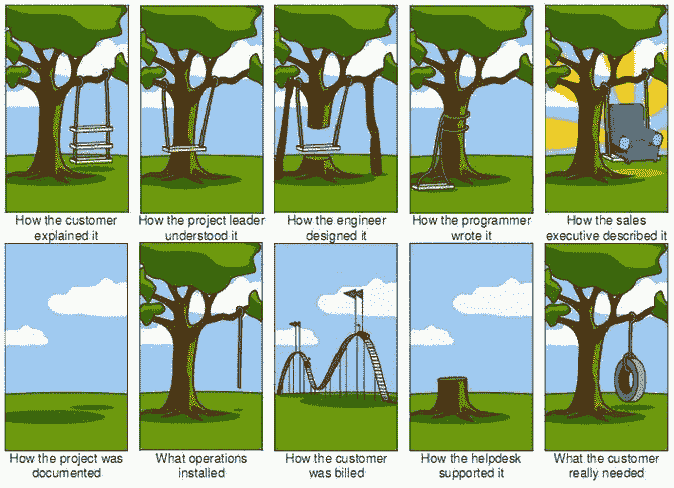 How the customer
explained it
How the project leader
understood it
How the engineer
designed it
How the programmer
wrote it
How the sales
executive described it
How the project was
documented
What operations
installed
How the customer
was billed
How the helpdesk
supported it
What the customer
really needed